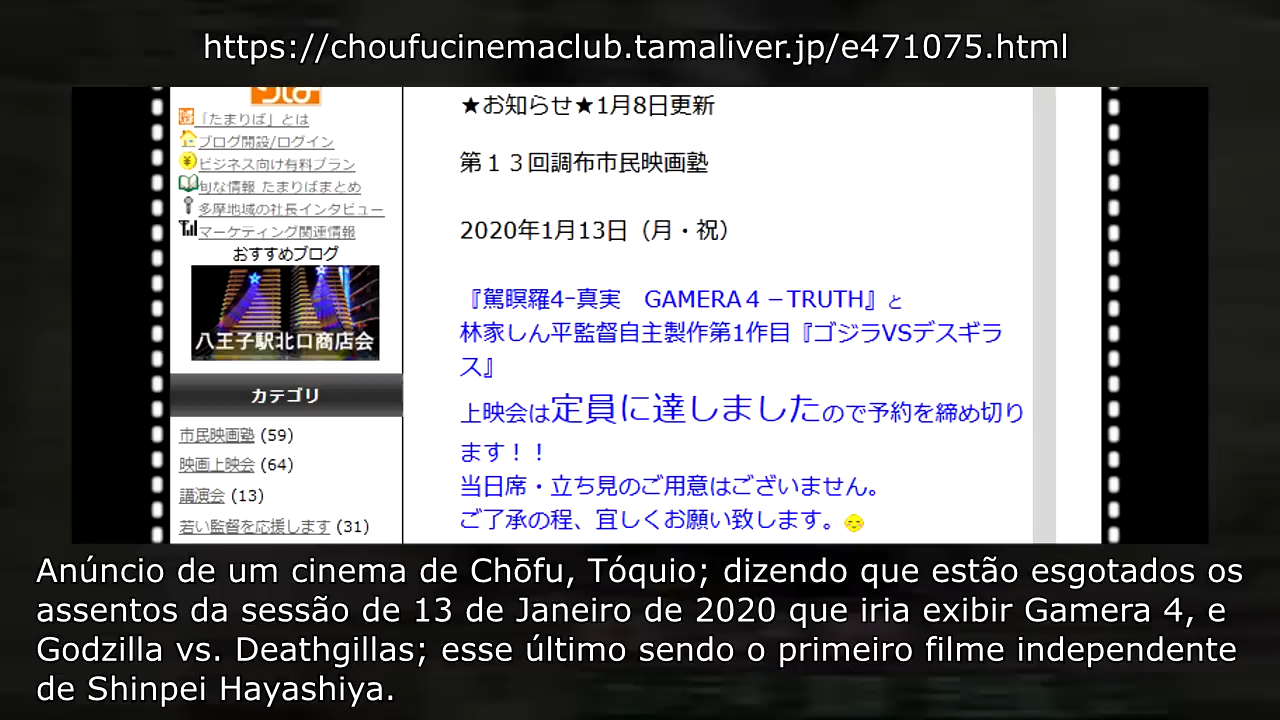 https://choufucinemaclub.tamaliver.jp/e471075.html
「たまりば」とは
ブログ開設/ログイン
ビジネス向け有料プラン
旬な情報 たまりばまとめ
多摩地域の社長インタビュー
マーケティング関連情報
おすすめブログ
八王子駅北口商店会
カテゴリ
市民映画塾 (59)
映画上映会 (64)
講演会 (13)
若い監督を応援します (31)
★お知らせ★1月8日更新
第１３回調布市民映画塾
2020年1月13日（月・祝）
『駕瞑羅4ｰ真実　GAMERA４－TRUTH』と
林家しん平監督自主製作第1作目『ゴジラVSデスギラ
ス』
上映会は定員に達しましたので予約を締め切り
ます！！
当日席・立ち見のご用意はございません。
ご了承の程、宜しくお願い致します。
Anúncio de um cinema de Chōfu, Tóquio; dizendo que estão esgotados os
assentos da sessão de 13 de Janeiro de 2020 que iria exibir Gamera 4, e
Godzilla vs. Deathgillas; esse último sendo o primeiro filme independente
de Shinpei Hayashiya.